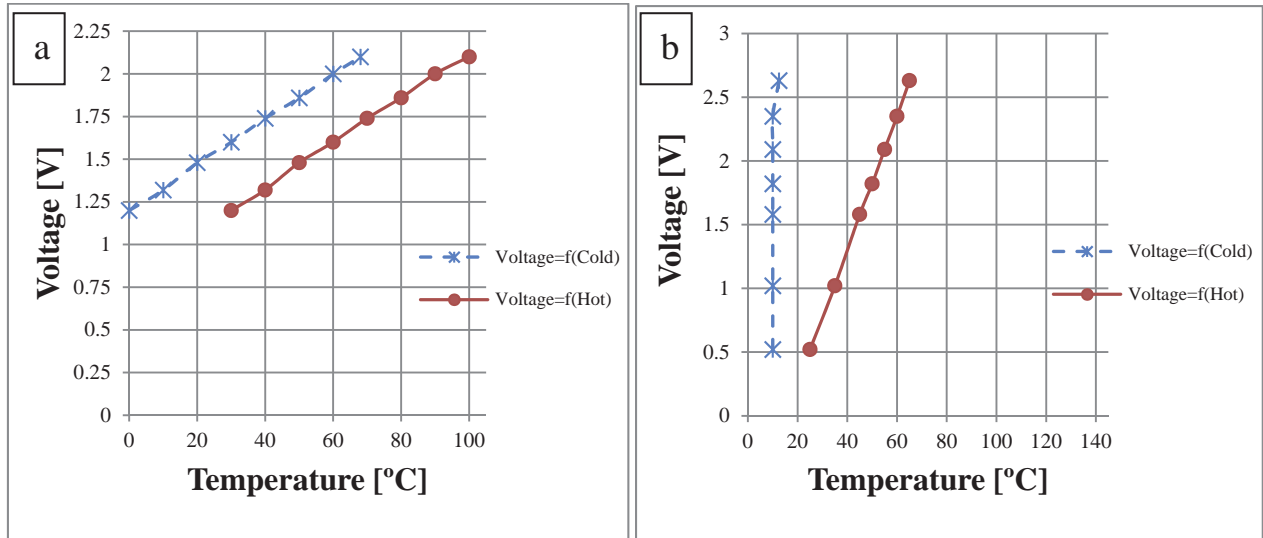 a
2.25
2
1.75
1.5
1.25
1
0.75
0.5
0.25
0
0 20 40 60 80 100
Voltage [V]
Temperature [ºC]
Voltage=f(Cold)
Voltage=f(Hot)
b
3
2.5
2
1.5
1
0.5
0
0 20 40 60 80 100 120 140
Voltage [V]
Temperature [ºC]
Voltage=f(Cold)
Voltage=f(Hot)